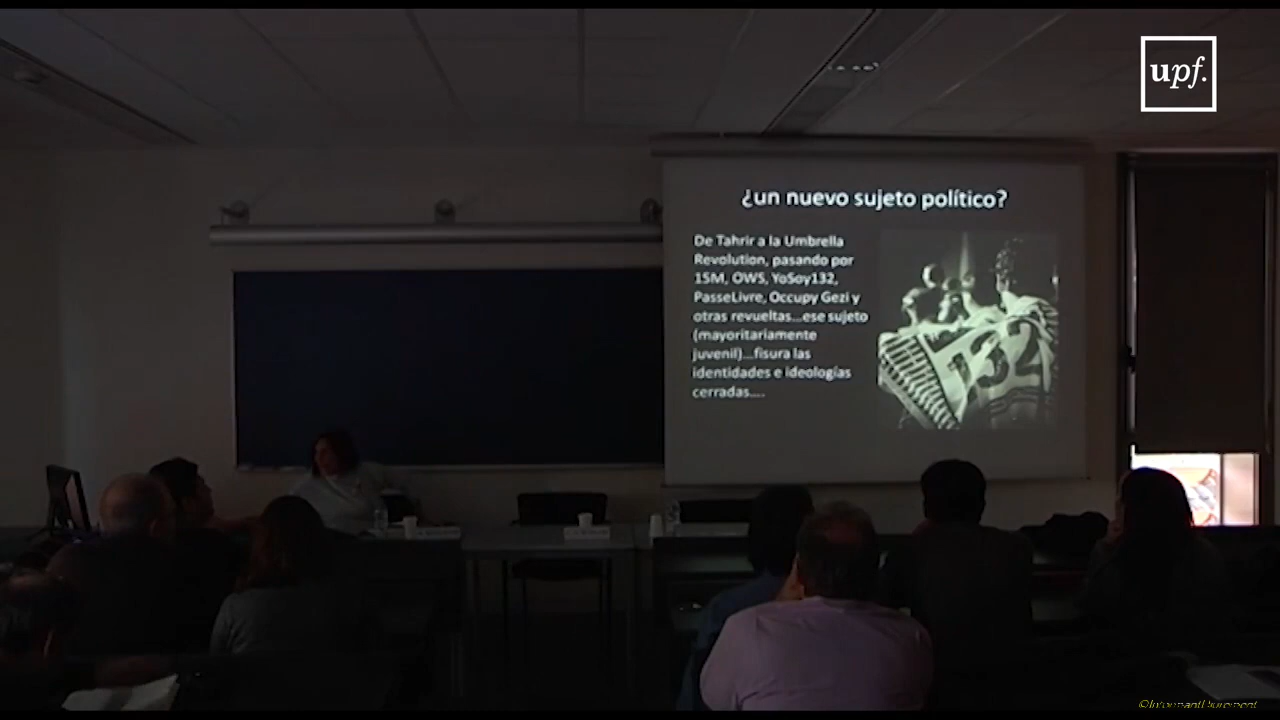 upf.
¿un nuevo sujeto político?
De Tahrir a la Umbrella
Revolution, pasando por
15M, OWS, YoSoy132,
PasseLivre, Occupy Gezi y
otras revueltas...ese sujeto
(mayoritariamente
juvenil)...fisura las
identidades e ideologías
cerradas....
132